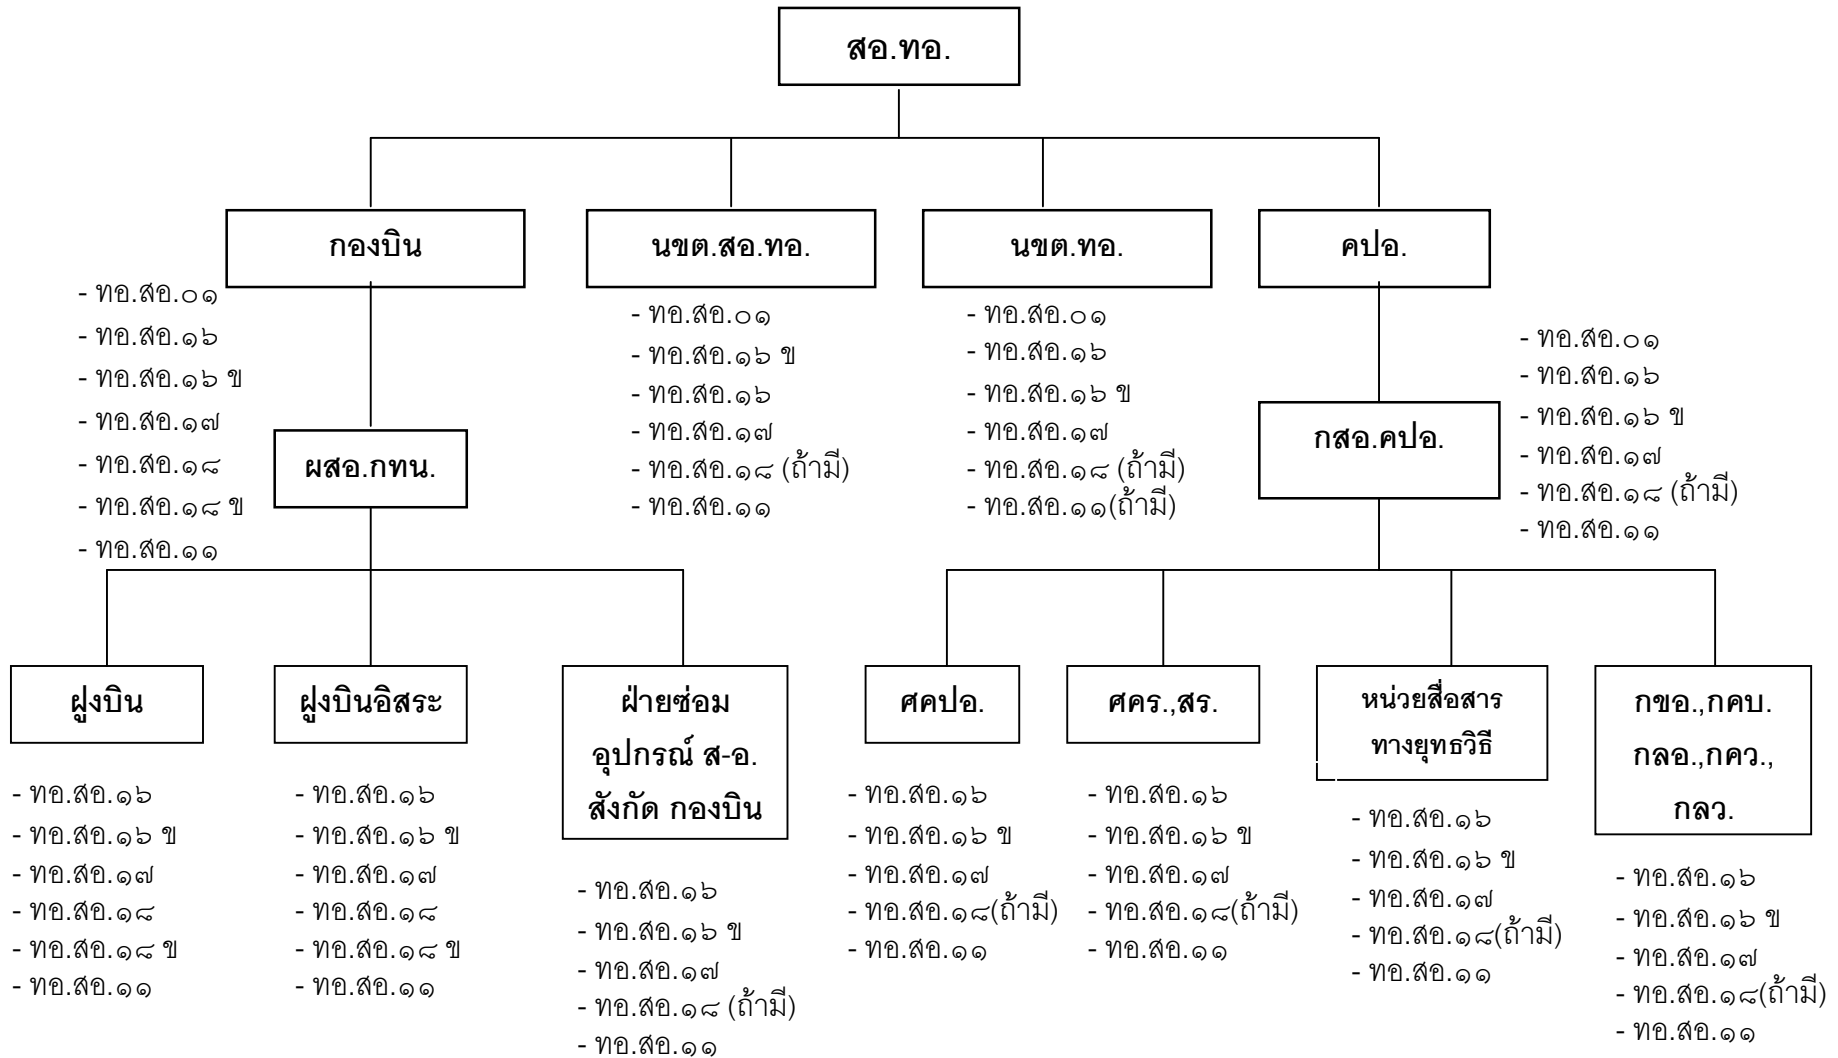 สอ.ทอ.
กองบิน
นขต.สอ.ทอ.
นขต.ทอ.
คปอ.
- ทอ.สอ.๐๑
- ทอ.สอ.๑๖
- ทอ.สอ.๑๖ ข
- ทอ.สอ.๑๗
- ทอ.สอ.๑๘
- ทอ.สอ.๑๘ ข
- ทอ.สอ.๑๑
- ทอ.สอ.๐๑
- ทอ.สอ.๑๖ ข
- ทอ.สอ.๑๖
- ทอ.สอ.๑๗
- ทอ.สอ.๑๘ (ถ้ามี)
- ทอ.สอ.๑๑
- ทอ.สอ.๐๑
- ทอ.สอ.๑๖
- ทอ.สอ.๑๖ ข
- ทอ.สอ.๑๗
- ทอ.สอ.๑๘ (ถ้ามี)
- ทอ.สอ.๑๑(ถ้ามี)
- ทอ.สอ.๐๑
- ทอ.สอ.๑๖
- ทอ.สอ.๑๖ ข
- ทอ.สอ.๑๗
- ทอ.สอ.๑๘ (ถ้ามี)
- ทอ.สอ.๑๑
ผสอ.กทน.
กสอ.คปอ.
ฝูงบิน
ฝูงบินอิสระ
ฝ่ายซ่อม
อุปกรณ์ ส-อ.
สังกัด กองบิน
ศคปอ.
ศคร.,สร.
หน่วยสื่อสาร
ทางยุทธวิธี
กขอ.,กคบ.
กลอ.,กคว.,
กลว.
- ทอ.สอ.๑๖
- ทอ.สอ.๑๖ ข
- ทอ.สอ.๑๗
- ทอ.สอ.๑๘
- ทอ.สอ.๑๘ ข
- ทอ.สอ.๑๑
- ทอ.สอ.๑๖
- ทอ.สอ.๑๖ ข
- ทอ.สอ.๑๗
- ทอ.สอ.๑๘
- ทอ.สอ.๑๘ ข
- ทอ.สอ.๑๑
- ทอ.สอ.๑๖
- ทอ.สอ.๑๖ ข
- ทอ.สอ.๑๗
- ทอ.สอ.๑๘ (ถ้ามี)
- ทอ.สอ.๑๑
- ทอ.สอ.๑๖
- ทอ.สอ.๑๖ ข
- ทอ.สอ.๑๗
- ทอ.สอ.๑๘(ถ้ามี)
- ทอ.สอ.๑๑
- ทอ.สอ.๑๖
- ทอ.สอ.๑๖ ข
- ทอ.สอ.๑๗
- ทอ.สอ.๑๘(ถ้ามี)
- ทอ.สอ.๑๑
- ทอ.สอ.๑๖
- ทอ.สอ.๑๖ ข
- ทอ.สอ.๑๗
- ทอ.สอ.๑๘(ถ้ามี)
- ทอ.สอ.๑๑
- ทอ.สอ.๑๖
- ทอ.สอ.๑๖ ข
- ทอ.สอ.๑๗
- ทอ.สอ.๑๘(ถ้ามี)
- ทอ.สอ.๑๑